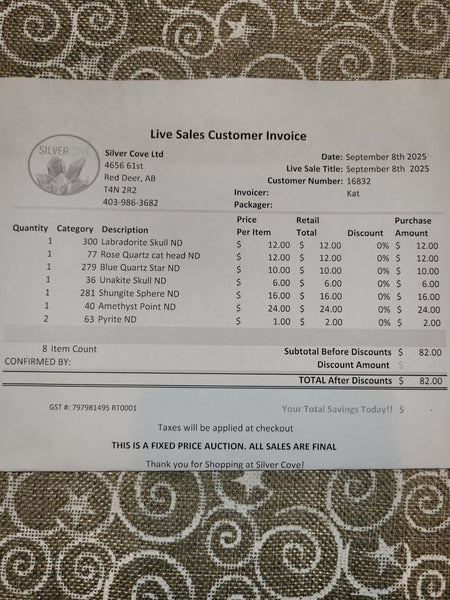 Live Sales Customer Invoice
SILVERCOVE
Silver Cove Ltd
4656 61st
Red Deer, AB
T4N 2R2
403-986-3682
Date: September 8th 2025
Live Sale Title: September 8th 2025
Customer Number: 16832
Invoicer: Kat
Packager:
Quantity Category Description Price Per Item Retail Total Discount Purchase Amount
1 300 Labradorite Skull ND $ 12.00 $ 12.00 0% $ 12.00
1 77 Rose Quartz cat head ND $ 12.00 $ 12.00 0% $ 12.00
1 279 Blue Quartz Star ND $ 10.00 $ 10.00 0% $ 10.00
1 36 Unakite Skull ND $ 6.00 $ 6.00 0% $ 6.00
1 281 Shungite Sphere ND $ 16.00 $ 16.00 0% $ 16.00
1 40 Amethyst Point ND $ 24.00 $ 24.00 0% $ 24.00
2 63 Pyrite ND $ 1.00 $ 2.00 0% $ 2.00
8 Item Count Subtotal Before Discounts $ 82.00
CONFIRMED BY: Discount Amount $ -
TOTAL After Discounts $ 82.00
GST #: 797981495 RT0001 Your Total Savings Today!! $ -
Taxes will be applied at checkout
THIS IS A FIXED PRICE AUCTION. ALL SALES ARE FINAL
Thank you for Shopping at Silver Cove!